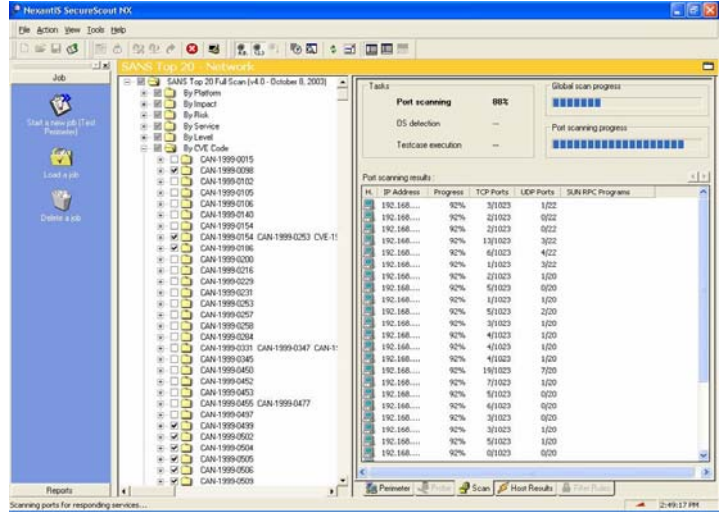 NexantiS SecureScout NX
File Action View Tools Help
SANS Top 20 - Network
Job
Start a new job (Test Perimeter)
Load a job
Delete a job
Reports
SANS Top 20 Full Scan (v4.0 - October 8, 2003)
By Platform
By Impact
By Risk
By Service
By Level
By CVE Code
CAN-1999-0015
CAN-1999-0098
CAN-1999-0102
CAN-1999-0105
CAN-1999-0106
CAN-1999-0140
CAN-1999-0154
CAN-1999-0154 CAN-1999-0253 CVE-1
CAN-1999-0186
CAN-1999-0200
CAN-1999-0216
CAN-1999-0229
CAN-1999-0231
CAN-1999-0253
CAN-1999-0257
CAN-1999-0258
CAN-1999-0284
CAN-1999-0331 CAN-1999-0347 CAN-1
CAN-1999-0345
CAN-1999-0450
CAN-1999-0452
CAN-1999-0453
CAN-1999-0455 CAN-1999-0477
CAN-1999-0497
CAN-1999-0499
CAN-1999-0502
CAN-1999-0504
CAN-1999-0505
CAN-1999-0506
CAN-1999-0509
Tasks
Port scanning 88%
OS detection ---
Testcase execution ---
Global scan progress
Port scanning progress
Port scanning results :
H. IP Address Progress TCP Ports UDP Ports SUN RPC Programs
192.168.... 92% 3/1023 1/22
192.168.... 92% 2/1023 0/22
192.168.... 92% 2/1023 0/22
192.168.... 92% 13/1023 3/22
192.168.... 92% 6/1023 4/22
192.168.... 92% 1/1023 3/22
192.168.... 92% 2/1023 1/20
192.168.... 92% 5/1023 0/20
192.168.... 92% 1/1023 1/20
192.168.... 92% 5/1023 2/20
192.168.... 92% 3/1023 1/20
192.168.... 92% 4/1023 1/20
192.168.... 92% 4/1023 1/20
192.168.... 92% 4/1023 1/20
192.168.... 92% 19/1023 7/20
192.168.... 92% 7/1023 1/20
192.168.... 92% 5/1023 0/20
192.168.... 92% 6/1023 0/20
192.168.... 92% 3/1023 1/20
192.168.... 92% 5/1023 1/20
192.168.... 92% 0/1023 0/20
Perimeter Probe Scan Host Results Filter Rules
Scanning ports for responding services...
2:49:17 PM